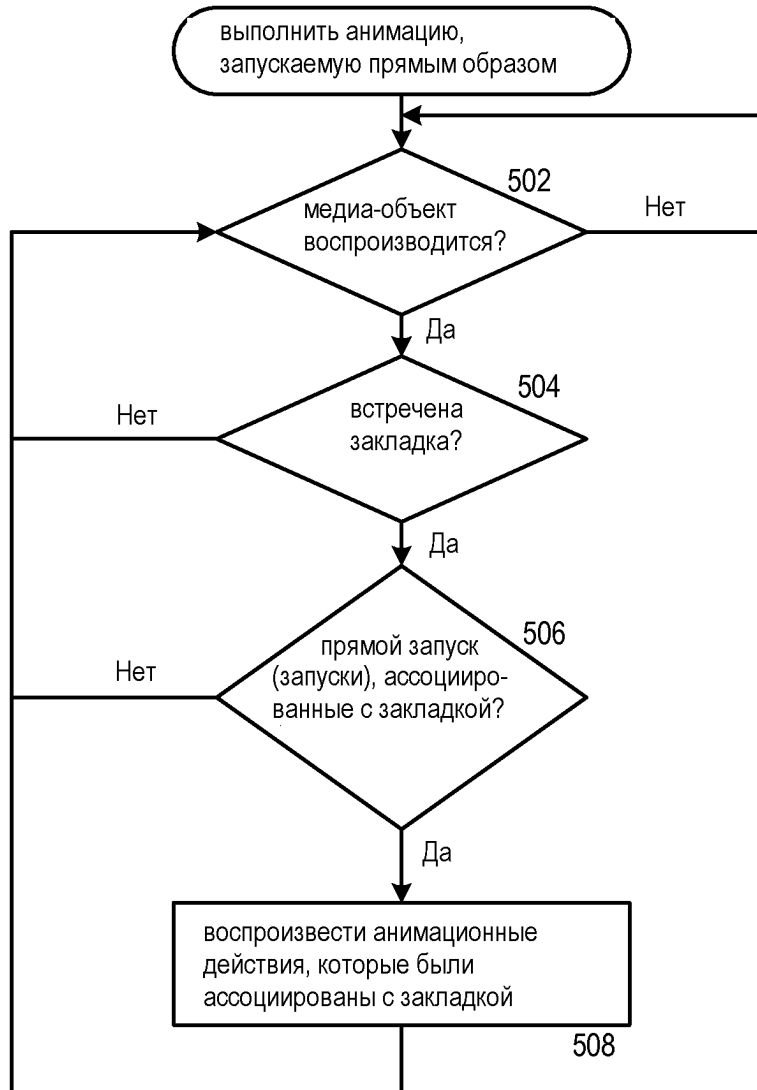 выполнить анимацию,
запускаемую прямым образом
502
медиа-объект
воспроизводится?
Нет
Да
504
встречена
закладка?
Нет
Да
506
прямой запуск
(запуски), ассоцииро-
ванные с закладкой?
Нет
Да
воспроизвести анимационные
действия, которые были
ассоциированы с закладкой
508